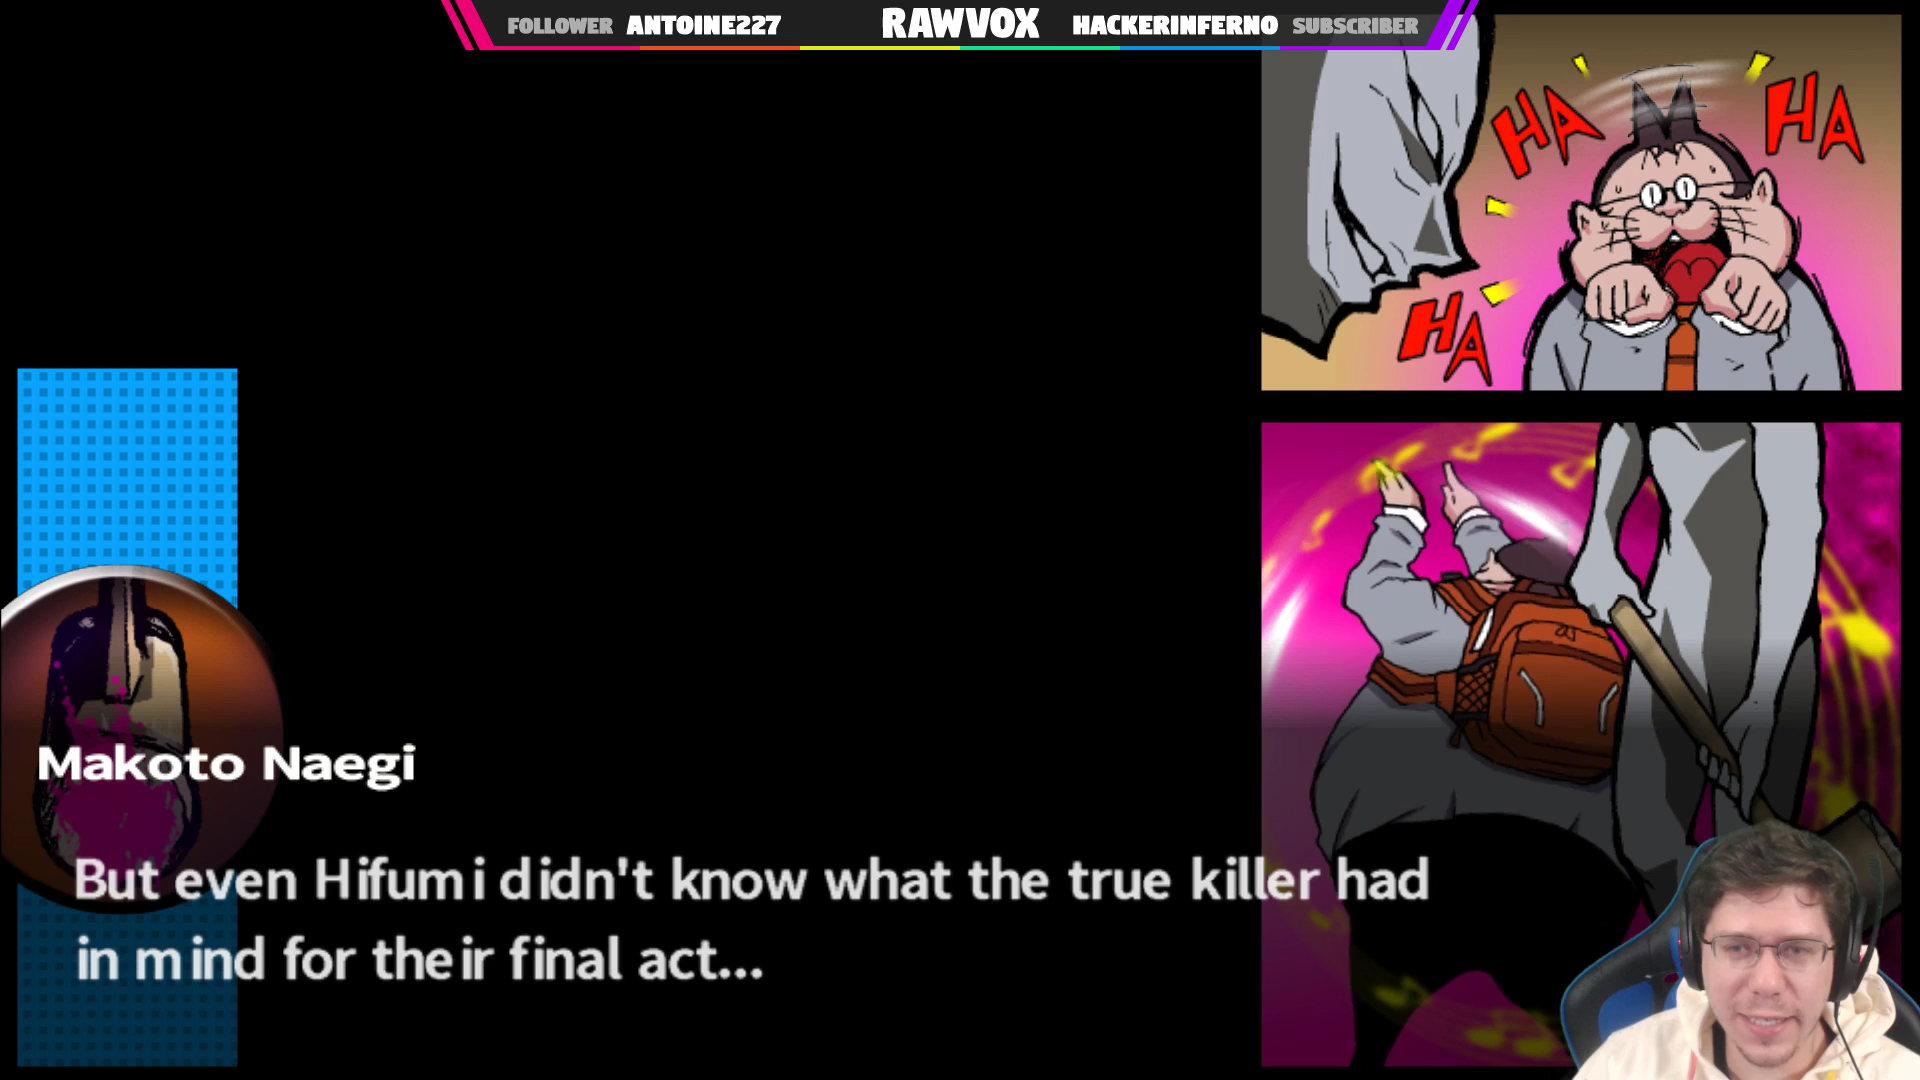 FOLLOWER ANTOINE227 RAWVOX HACKERINFERNO SUBSCRIBER
HA HA
HA
Makoto Naegi
But even Hifumi didn't know what the true killer had
in mind for their final act...